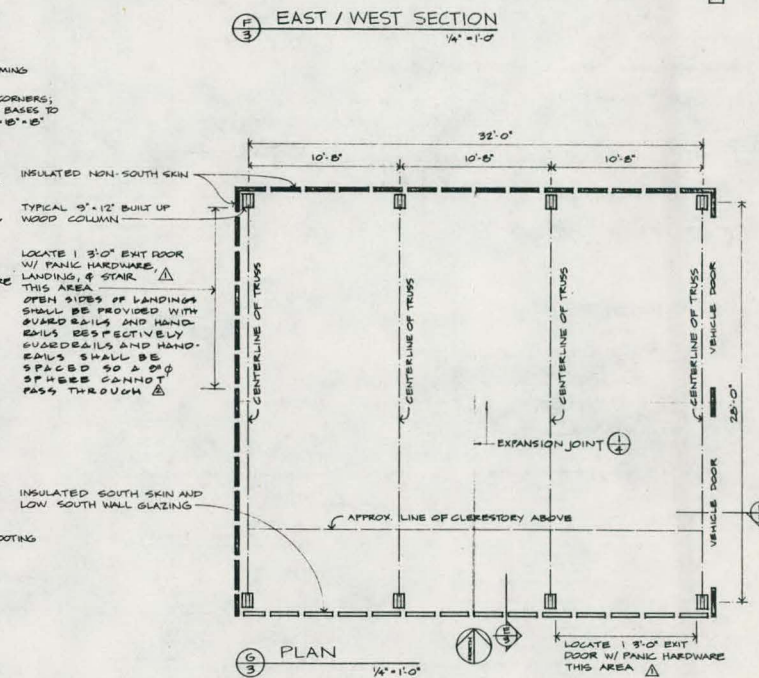 F
3
EAST / WEST SECTION
1/4" = 1'-0"
CORNERS;
BASES TO
32'-0"
10'-8"
10'-8"
10'-8"
INSULATED NON-SOUTH SKIN
TYPICAL 9"×12" BUILT UP
WOOD COLUMN
LOCATE 1 3'-0" EXIT DOOR
W/ PANIC HARDWARE,
LANDING, & STAIR 1
THIS AREA
OPEN SIDES OF LANDINGS
SHALL BE PROVIDED WITH
GUARDRAILS AND HAND-
RAILS RESPECTIVELY
GUARDRAILS AND HAND-
RAILS SHALL BE
SPACED SO A 9"φ
SPHERE CANNOT
PASS THROUGH
CENTERLINE OF TRUSS
CENTERLINE OF TRUSS
CENTERLINE OF TRUSS
CENTERLINE OF TRUSS
VEHICLE DOOR
28'-0"
EXPANSION JOINT 1
4
INSULATED SOUTH SKIN AND
LOW SOUTH WALL GLAZING
APPROX. LINE OF CLERESTORY ABOVE
VEHICLE DOOR
NORTH
E
3
LOCATE 1 3'-0" EXIT
DOOR W/ PANIC HARDWARE
THIS AREA 1
G
3
PLAN
1/4" = 1'-0"